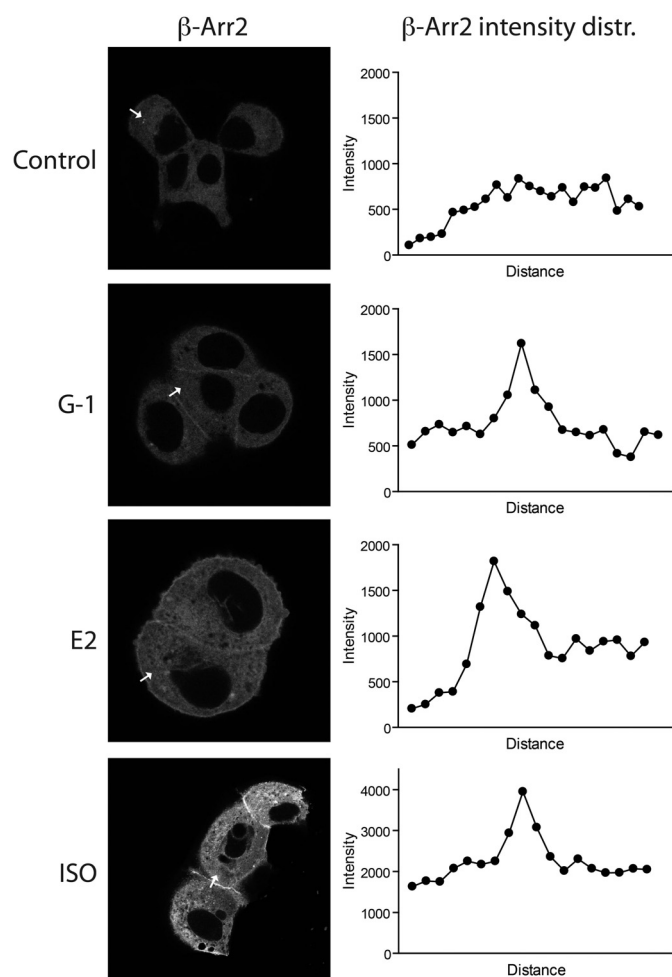 β-Arr2
β-Arr2 intensity distr.
Control
Intensity
2000
1500
1000
500
0
Distance
G-1
Intensity
2000
1500
1000
500
0
Distance
E2
Intensity
2000
1500
1000
500
0
Distance
ISO
Intensity
4000
3000
2000
1000
0
Distance